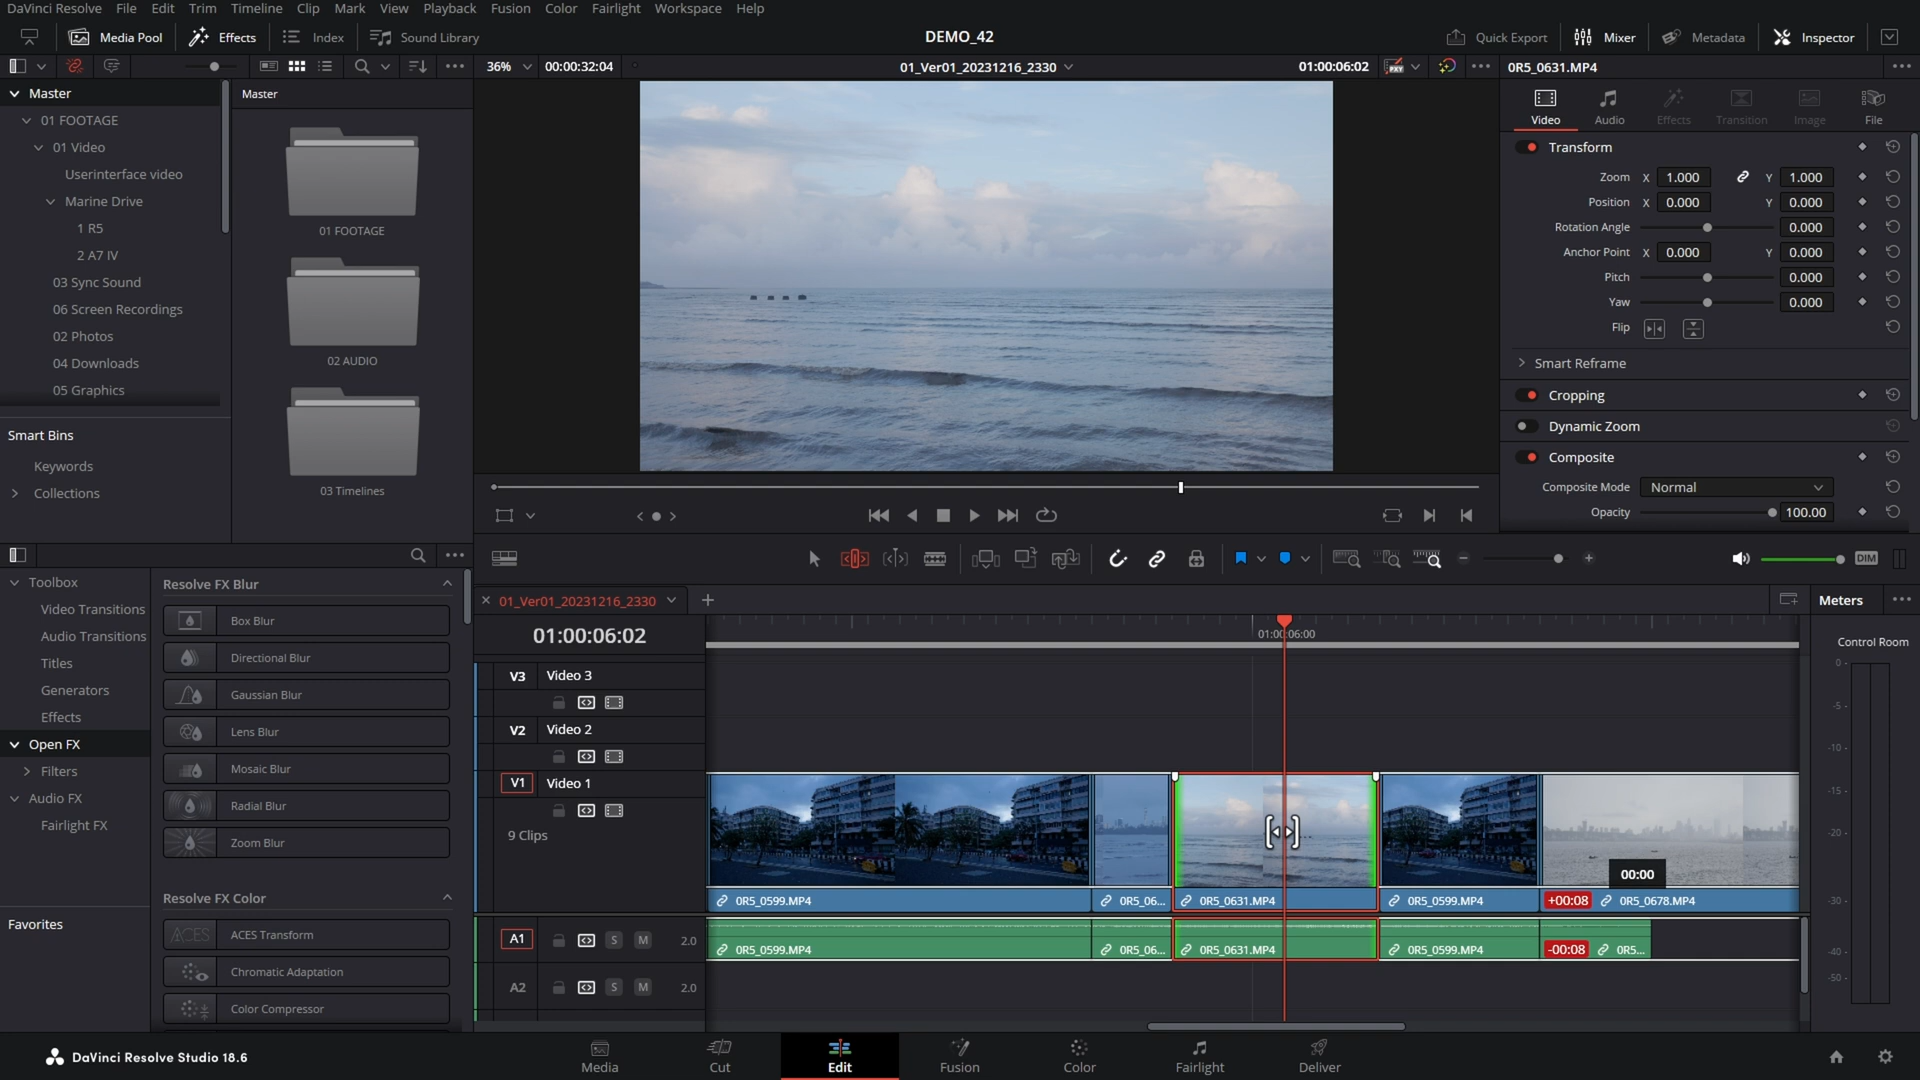 DaVinci Resolve File Edit Trim Timeline Clip Mark View Playback Fusion Color Fairlight Workspace Help
Media Pool Effects Index Sound Library
DEMO_42
Quick Export Mixer Metadata Inspector
36% 00:00:32:04
01_Ver01_20231216_2330
01:00:06:02
0R5_0631.MP4
Master
01 FOOTAGE
01 Video
Userinterface video
Marine Drive
1 R5
2 A7 IV
03 Sync Sound
06 Screen Recordings
02 Photos
04 Downloads
05 Graphics
Smart Bins
Keywords
Collections
Master
01 FOOTAGE
02 AUDIO
03 Timelines
Video Audio Effects Transition Image File
Transform
Zoom X 1.000 Y 1.000
Position X 0.000 Y 0.000
Rotation Angle 0.000
Anchor Point X 0.000 Y 0.000
Pitch 0.000
Yaw 0.000
Flip
Smart Reframe
Cropping
Dynamic Zoom
Composite
Composite Mode Normal
Opacity 100.00
Toolbox
Video Transitions
Audio Transitions
Titles
Generators
Effects
Open FX
Filters
Audio FX
Fairlight FX
Favorites
Resolve FX Blur
Box Blur
Directional Blur
Gaussian Blur
Lens Blur
Mosaic Blur
Radial Blur
Zoom Blur
Resolve FX Color
ACES ACES Transform
Chromatic Adaptation
Color Compressor
DIM
01_Ver01_20231216_2330
01:00:06:02
01:00:06:00
V3 Video 3
V2 Video 2
V1 Video 1
9 Clips
00:00
0R5_0599.MP4 0R5_06... 0R5_0631.MP4 0R5_0599.MP4 +00:08 0R5_0678.MP4
A1 S M 2.0
0R5_0599.MP4 0R5_06... 0R5_0631.MP4 0R5_0599.MP4 -00:08 0R5...
A2 S M 2.0
Meters
Control Room
0
-5
-10
-15
-20
-30
-40
-50
DaVinci Resolve Studio 18.6
Media Cut Edit Fusion Color Fairlight Deliver